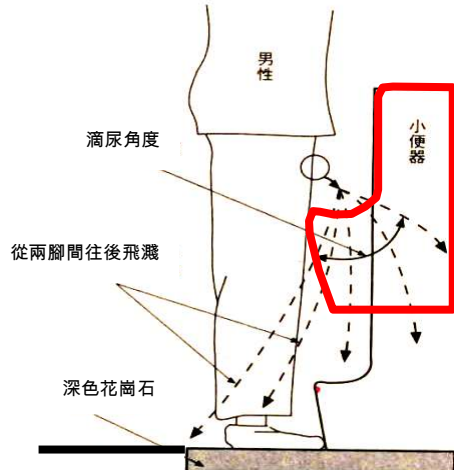 男性
小便器
滴尿角度
從兩腳間往後飛濺
深色花崗石